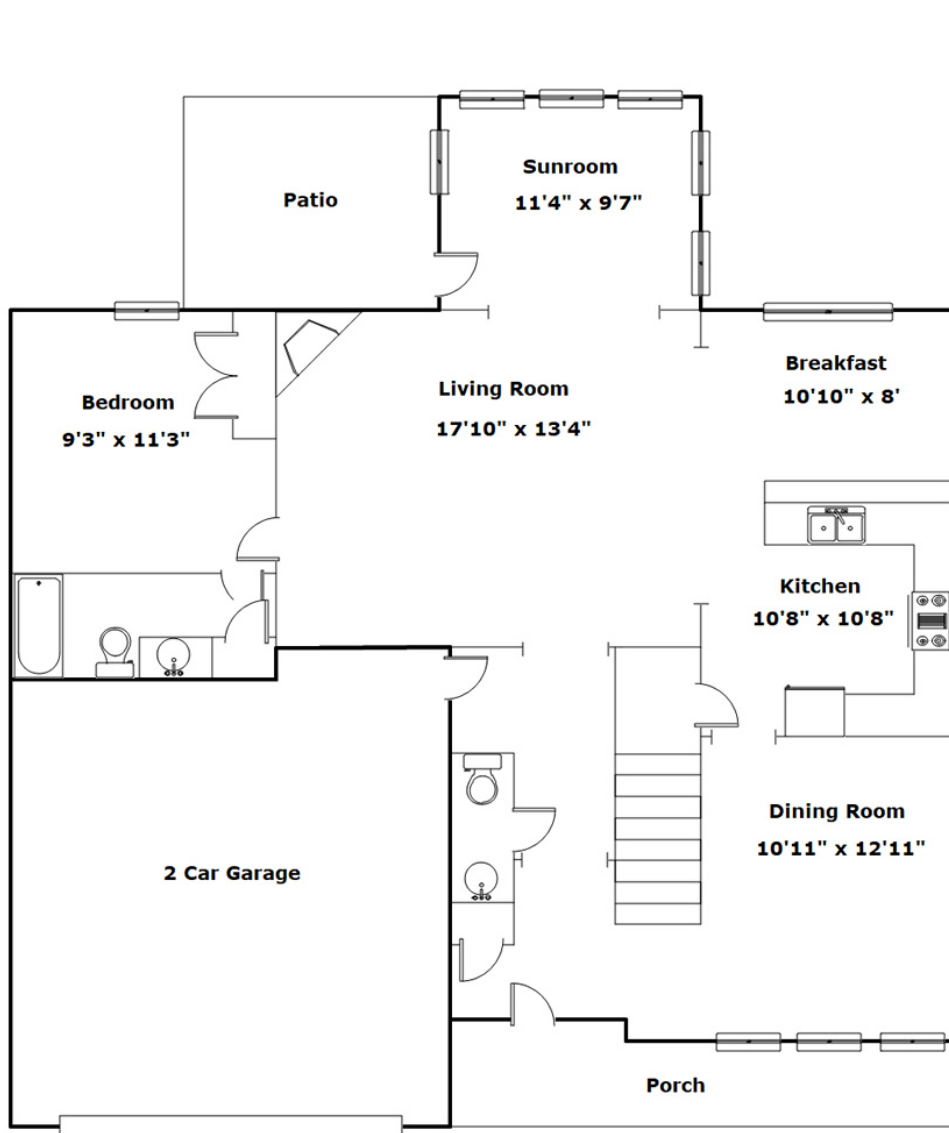 Sunroom
11'4" x 9'7"
Patio
Breakfast
10'10" x 8'
Living Room
17'10" x 13'4"
Bedroom
9'3" x 11'3"
Kitchen
10'8" x 10'8"
Dining Room
10'11" x 12'11"
2 Car Garage
Porch